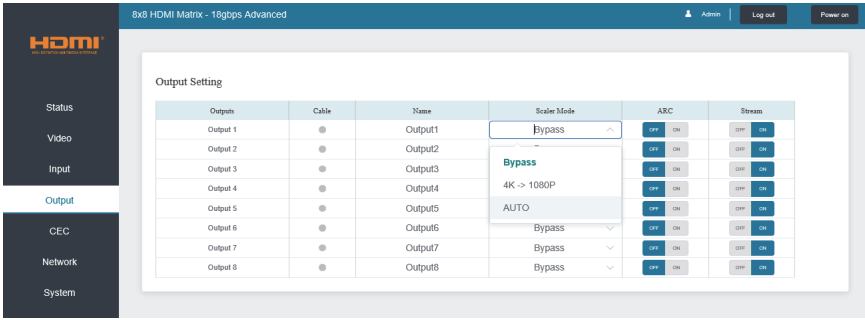 8x8 HDMI Matrix - 18gbps Advanced
Admin
Log out
Power on
HDMI
Status
Video
Input
Output
CEC
Network
System
Output Setting
Outputs Cable Name Scaler Mode ARC Stream
Output 1 Output1 Bypass OFF ON OFF ON
Output 2 Output2 OFF ON OFF ON
Output 3 Output3 Bypass OFF ON OFF ON
Output 4 Output4 4K -> 1080P OFF ON OFF ON
Output 5 Output5 AUTO OFF ON OFF ON
Output 6 Output6 Bypass OFF ON OFF ON
Output 7 Output7 Bypass OFF ON OFF ON
Output 8 Output8 Bypass OFF ON OFF ON